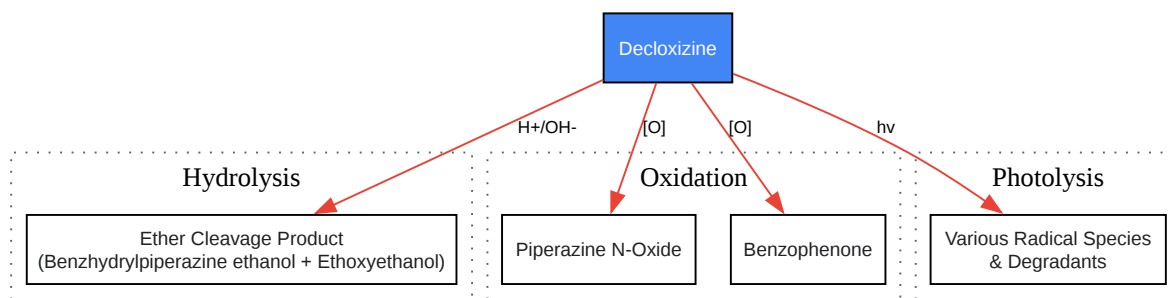 Decloxizine
H+/OH-
[O]
[O]
hv
Hydrolysis
Oxidation
Photolysis
Ether Cleavage Product
(Benzhydrylpiperazine ethanol + Ethoxyethanol)
Piperazine N-Oxide
Benzophenone
Various Radical Species
& Degradants